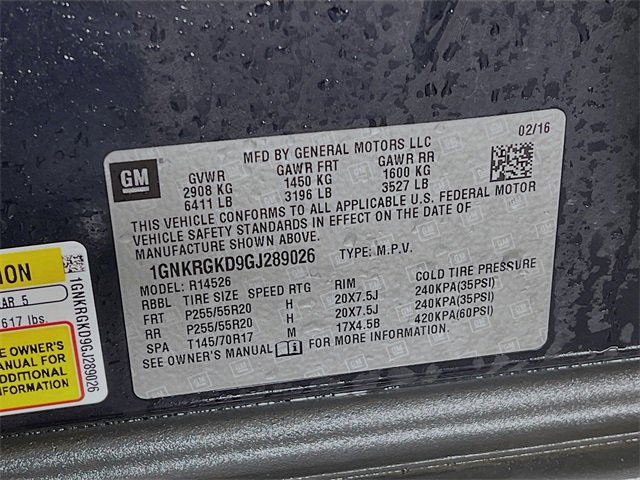 GM
MFD BY GENERAL MOTORS LLC
02/16
GVWR GAWR FRT GAWR RR
2908 KG 1450 KG 1600 KG
6411 LB 3196 LB 3527 LB
THIS VEHICLE CONFORMS TO ALL APPLICABLE U.S. FEDERAL MOTOR
VEHICLE SAFETY STANDARDS IN EFFECT ON THE DATE OF
MANUFACTURE SHOWN ABOVE.
1GNKRGKD9GJ289026 TYPE: M.P.V.
MODEL: R14526
RBBL TIRE SIZE SPEED RTG RIM COLD TIRE PRESSURE
FRT P255/55R20 H 20X7.5J 240KPA(35PSI)
RR P255/55R20 H 20X7.5J 240KPA(35PSI)
SPA T145/70R17 M 17X4.5B 420KPA(60PSI)
SEE OWNER'S MANUAL FOR MORE INFORMATION.
ION
AR 5
617 lbs.
E OWNER'S
MANUAL FOR
ADDITIONAL
INFORMATION
1GNKRGKD9GJ289026